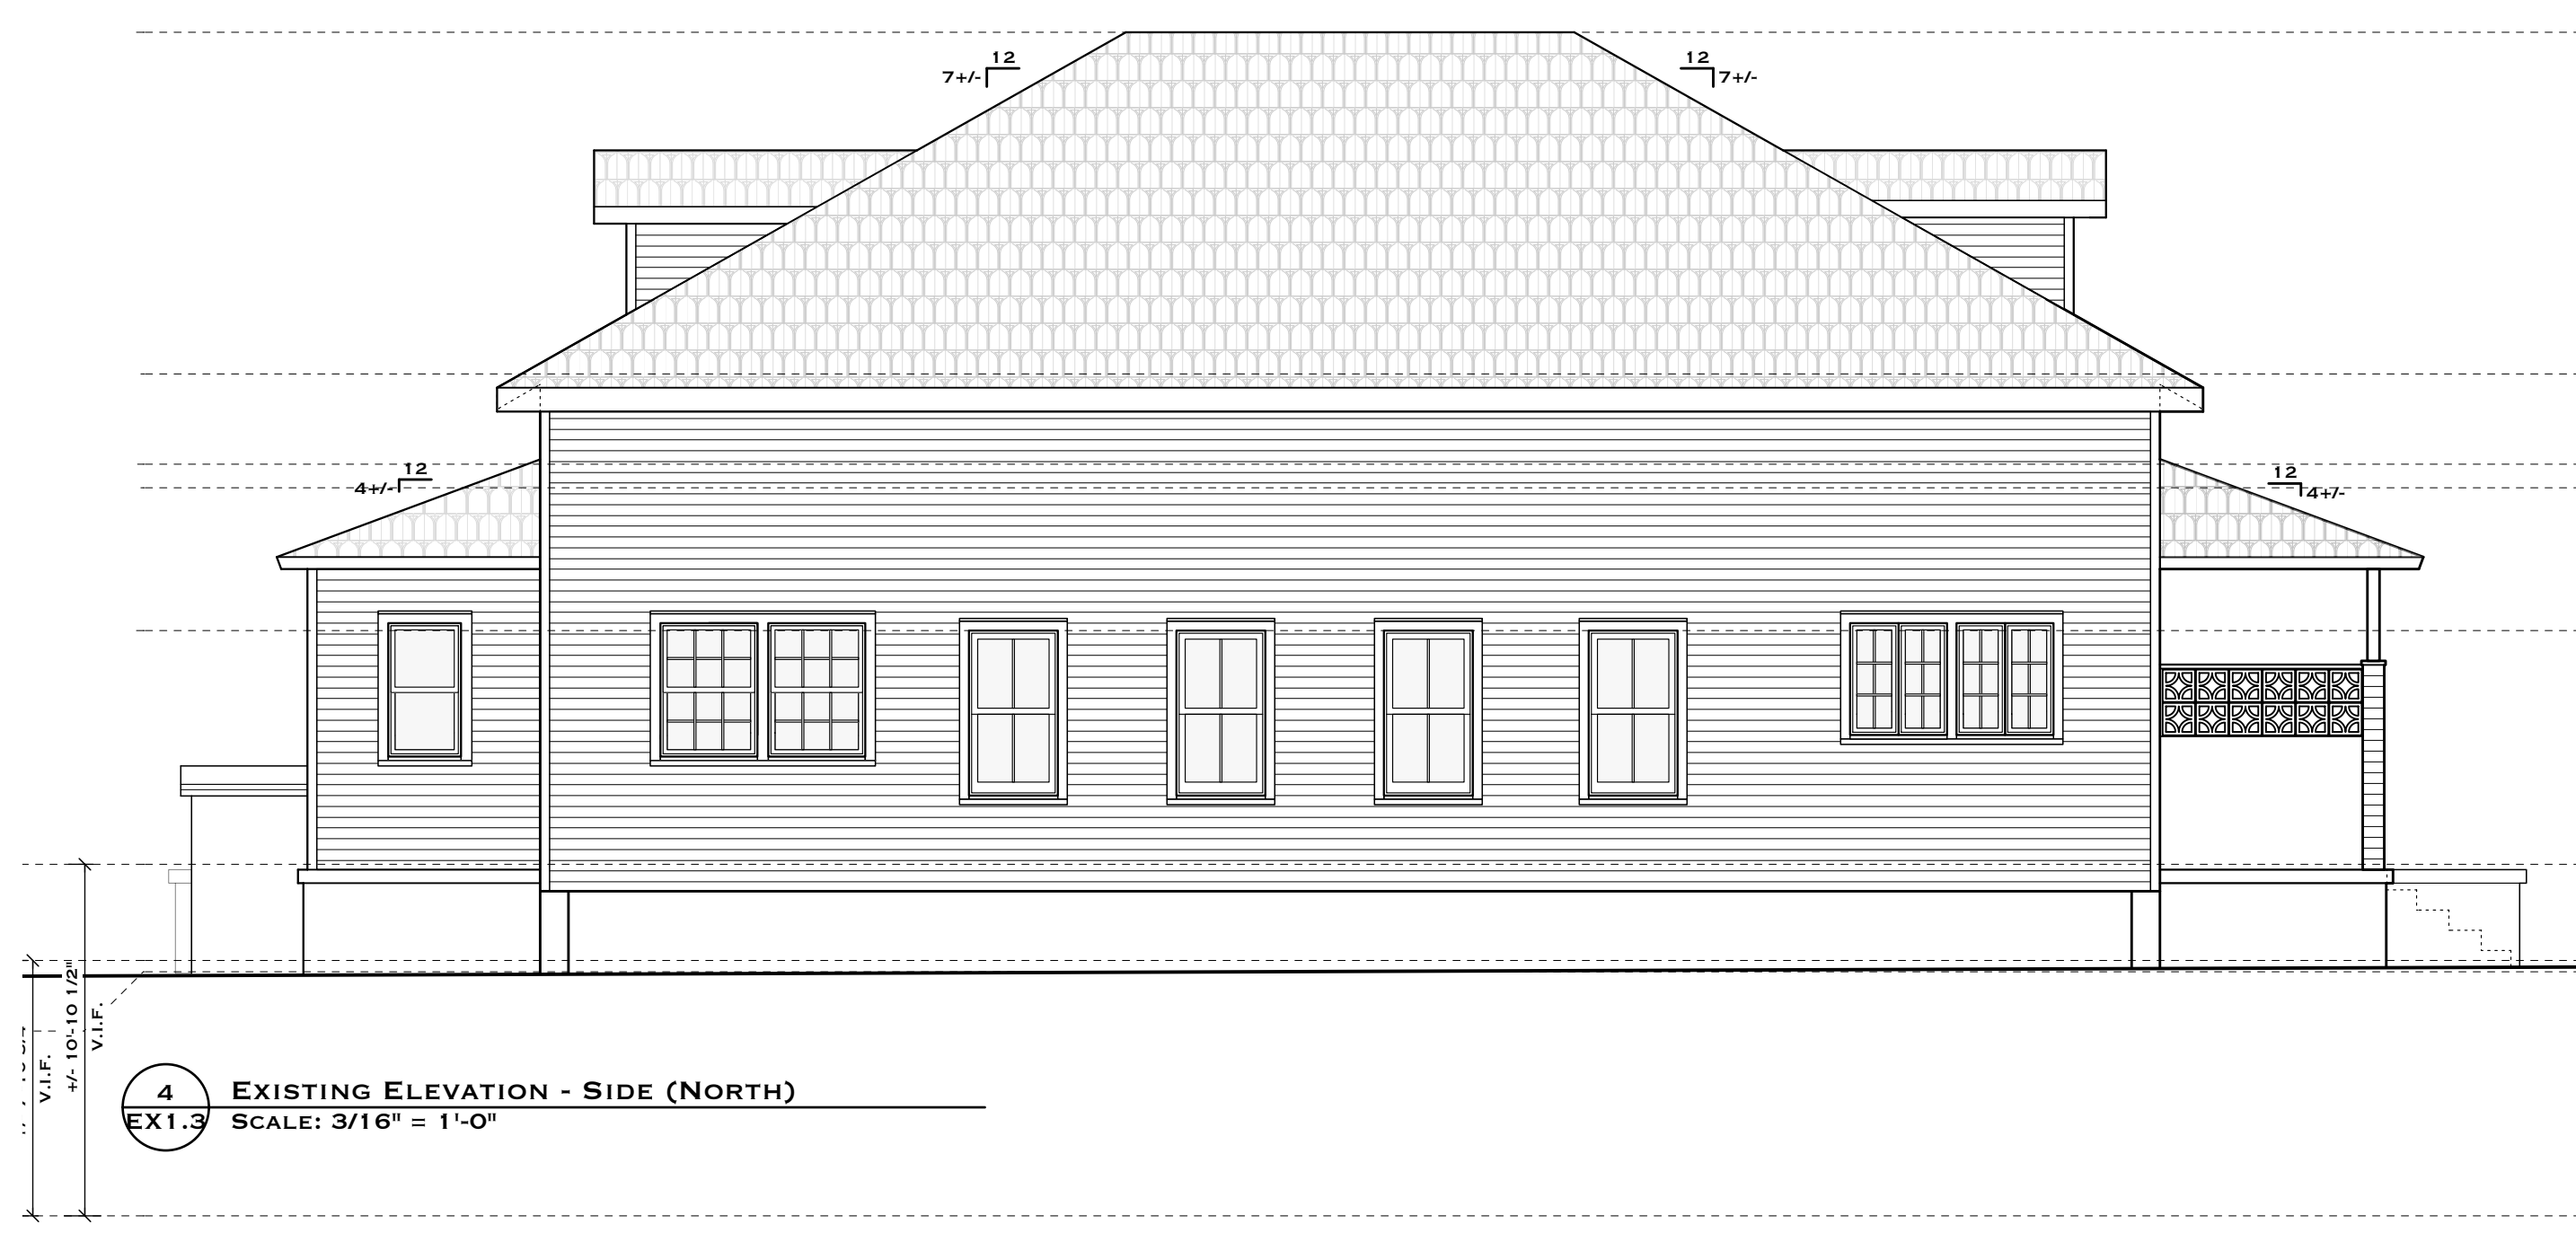 12
7+/-
12
7+/-
12
4+/-
12
4+/-
+/- 10'-10 1/2"
V.I.F.
V.I.F.
4
EX1.3
Existing Elevation - Side (North)
Scale: 3/16" = 1'-0"